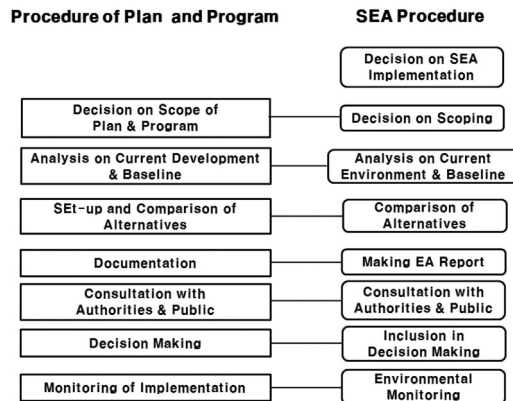 Procedure of Plan and Program
SEA Procedure
Decision on SEA
Implementation
Decision on Scope of
Plan & Program
Decision on Scoping
Analysis on Current Development
& Baseline
Analysis on Current
Environment & Baseline
SEt-up and Comparison of
Alternatives
Comparison of
Alternatives
Documentation
Making EA Report
Consultation with
Authorities & Public
Consultation with
Authorities & Public
Decision Making
Inclusion in
Decision Making
Monitoring of Implementation
Environmental
Monitoring